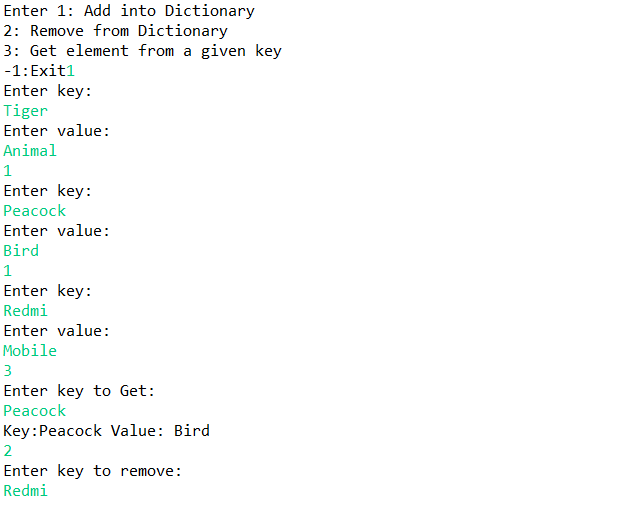 Enter 1: Add into Dictionary
2: Remove from Dictionary
3: Get element from a given key
-1:Exit1
Enter key:
Tiger
Enter value:
Animal
1
Enter key:
Peacock
Enter value:
Bird
1
Enter key:
Redmi
Enter value:
Mobile
3
Enter key to Get:
Peacock
Key:Peacock Value: Bird
2
Enter key to remove:
Redmi